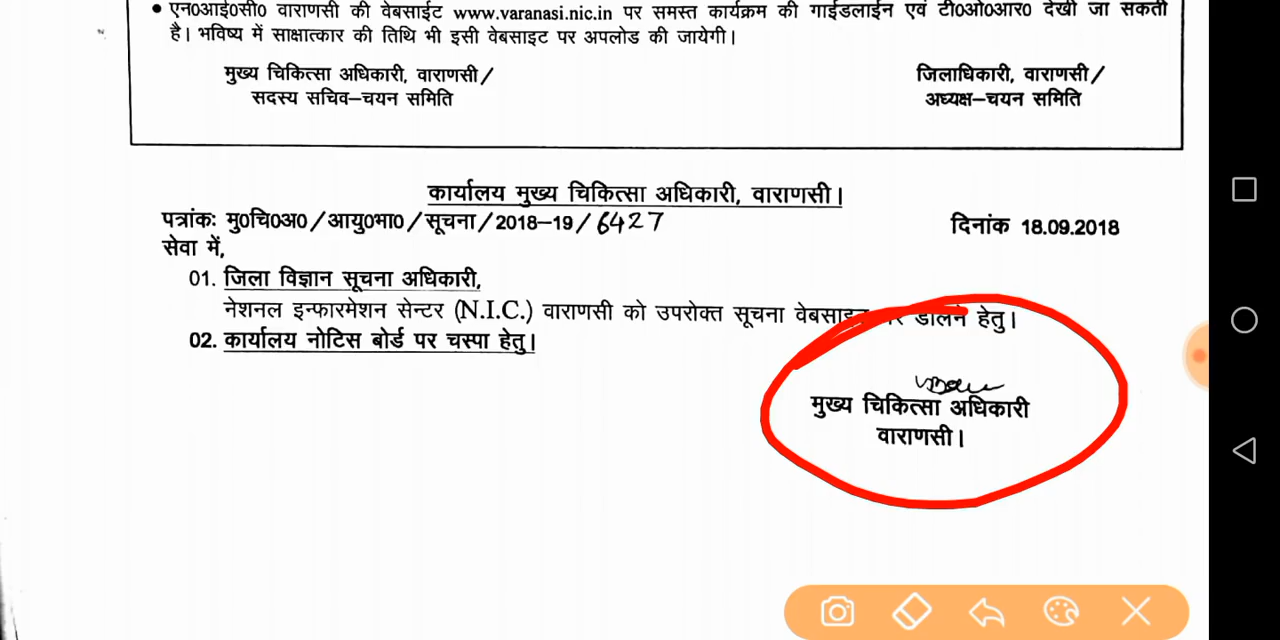 • एन0आई0सी0 वाराणसी की वेबसाईट www.varanasi.nic.in पर समस्त कार्यक्रम की गाईडलाईन एवं टी0ओ0आर0 देखी जा सकती
है। भविष्य में साक्षात्कार की तिथि भी इसी वेबसाइट पर अपलोड की जायेगी।
मुख्य चिकित्सा अधिकारी, वाराणसी/
सदस्य सचिव–चयन समिति
जिलाधिकारी, वाराणसी/
अध्यक्ष–चयन समिति
कार्यालय मुख्य चिकित्सा अधिकारी, वाराणसी।
पत्रांकः मु0चि0अ0/आयु0भा0/सूचना/2018–19/6427
दिनांक 18.09.2018
सेवा में,
01. जिला विज्ञान सूचना अधिकारी,
नेशनल इन्फारमेशन सेन्टर (N.I.C.) वाराणसी को उपरोक्त सूचना वेबसाइट पर डालने हेतु।
02. कार्यालय नोटिस बोर्ड पर चस्पा हेतु।
मुख्य चिकित्सा अधिकारी
वाराणसी।